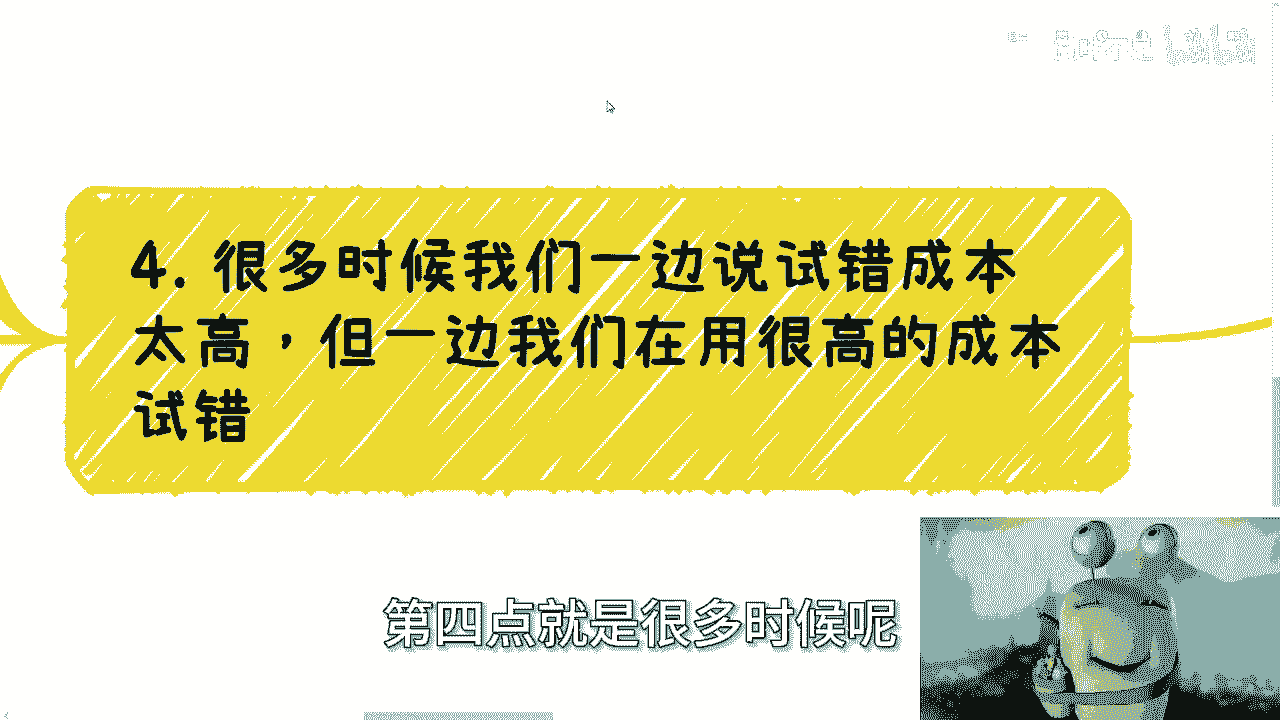 4. 很多时候我们一边说试错成本
太高，但一边我们在用很高的成本
试错
第四点就是很多时候呢